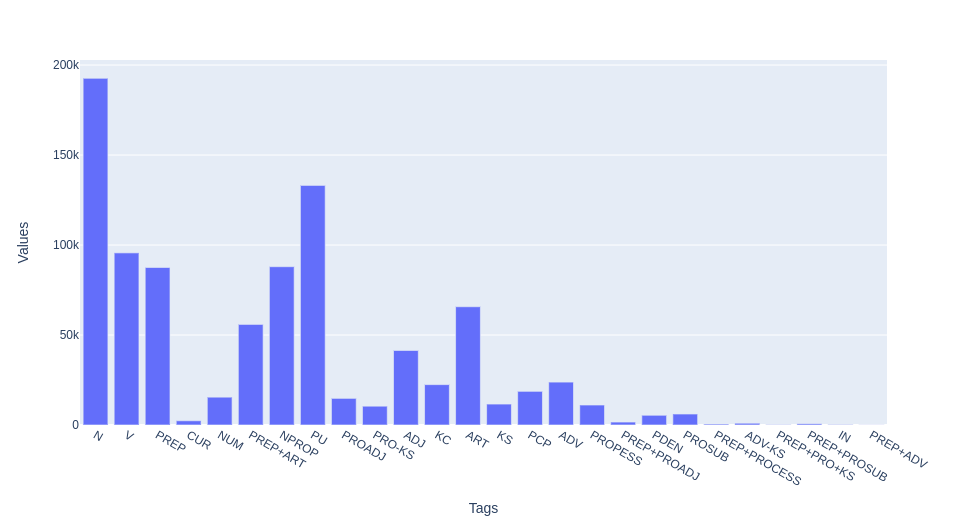 200k
150k
100k
50k
0
Values
N
V
PREP
CUR
NUM
PREP+ART
NPROP
PU
PROADJ
PRO-KS
ADJ
KC
ART
KS
PCP
ADV
PROPESS
PREP+PROADJ
PDEN
PROSUB
PREP+PROCESS
ADV-KS
PREP+PRO+KS
PREP+PROSUB
IN
PREP+ADV
Tags